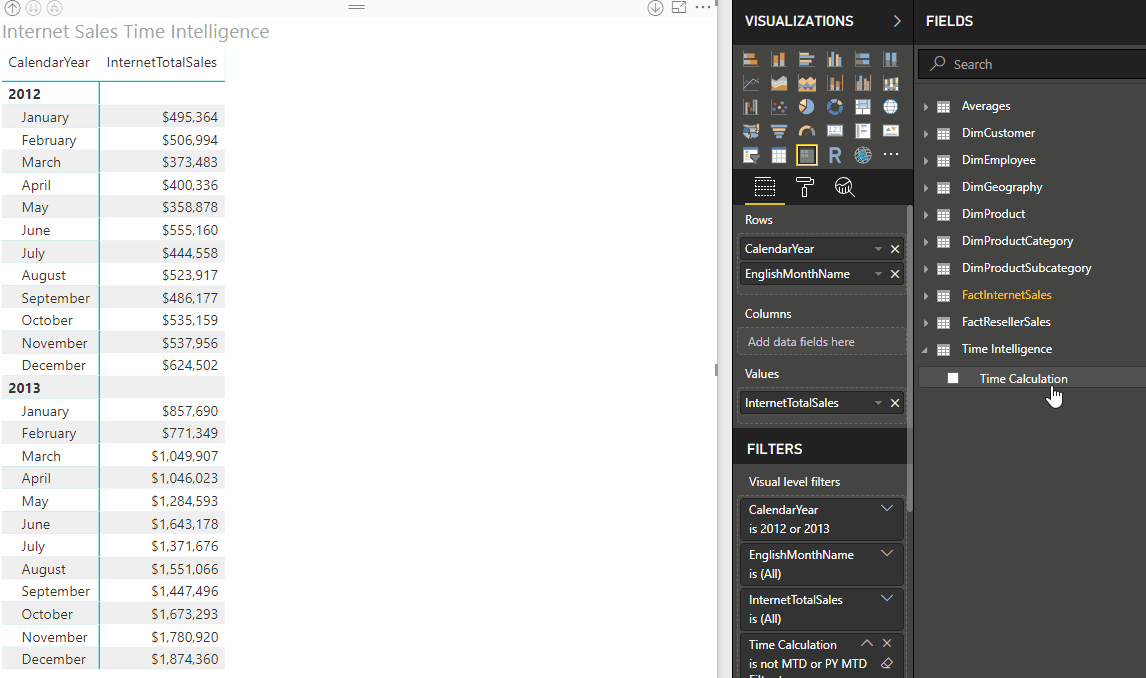 Internet Sales Time Intelligence
CalendarYear InternetTotalSales
2012
January $495,364
February $506,994
March $373,483
April $400,336
May $358,878
June $555,160
July $444,558
August $523,917
September $486,177
October $535,159
November $537,956
December $624,502
2013
January $857,690
February $771,349
March $1,049,907
April $1,046,023
May $1,284,593
June $1,643,178
July $1,371,676
August $1,551,066
September $1,447,496
October $1,673,293
November $1,780,920
December $1,874,360
VISUALIZATIONS
R
Rows
CalendarYear
EnglishMonthName
Columns
Add data fields here
Values
InternetTotalSales
FILTERS
Visual level filters
CalendarYear
is 2012 or 2013
EnglishMonthName
is (All)
InternetTotalSales
is (All)
Time Calculation
is not MTD or PY MTD
FIELDS
Search
Averages
DimCustomer
DimEmployee
DimGeography
DimProduct
DimProductCategory
DimProductSubcategory
FactInternetSales
FactResellerSales
Time Intelligence
Time Calculation